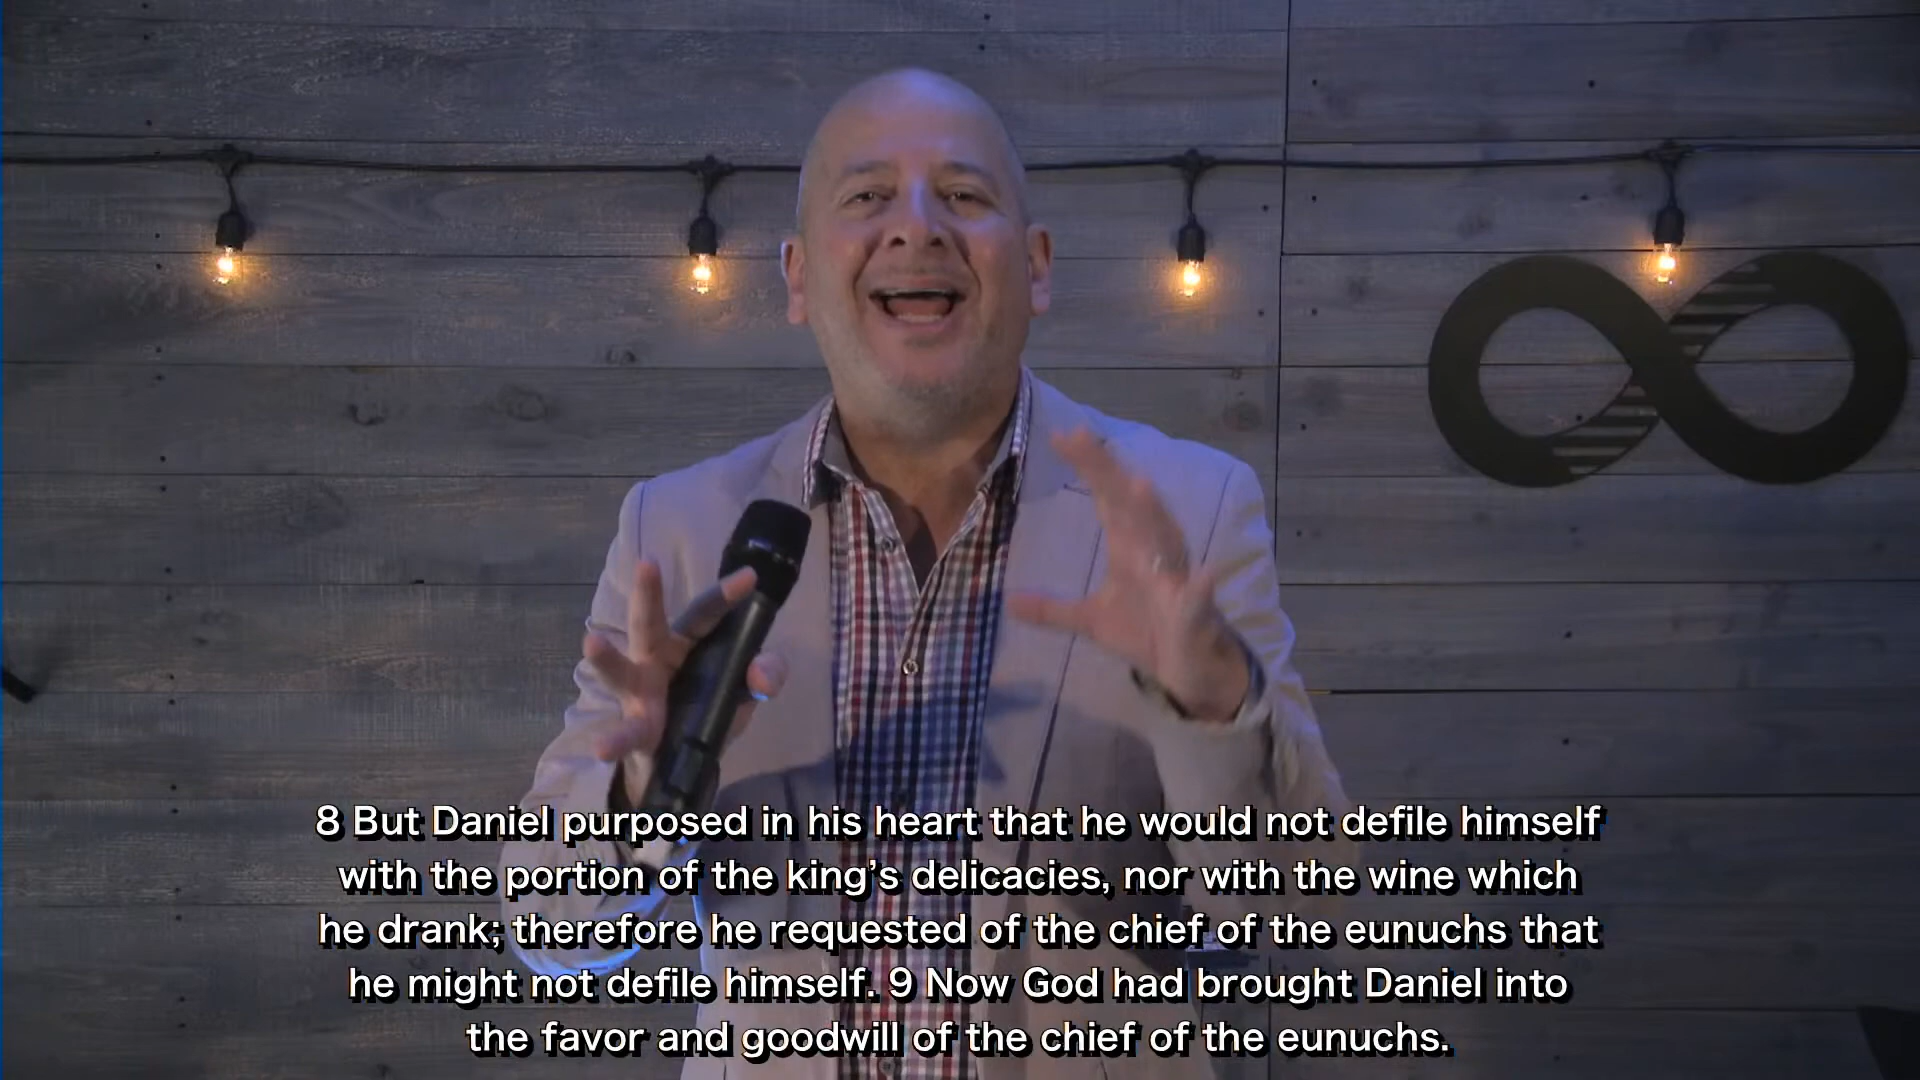 8 But Daniel purposed in his heart that he would not defile himself
with the portion of the king’s delicacies, nor with the wine which
he drank; therefore he requested of the chief of the eunuchs that
he might not defile himself. 9 Now God had brought Daniel into
the favor and goodwill of the chief of the eunuchs.